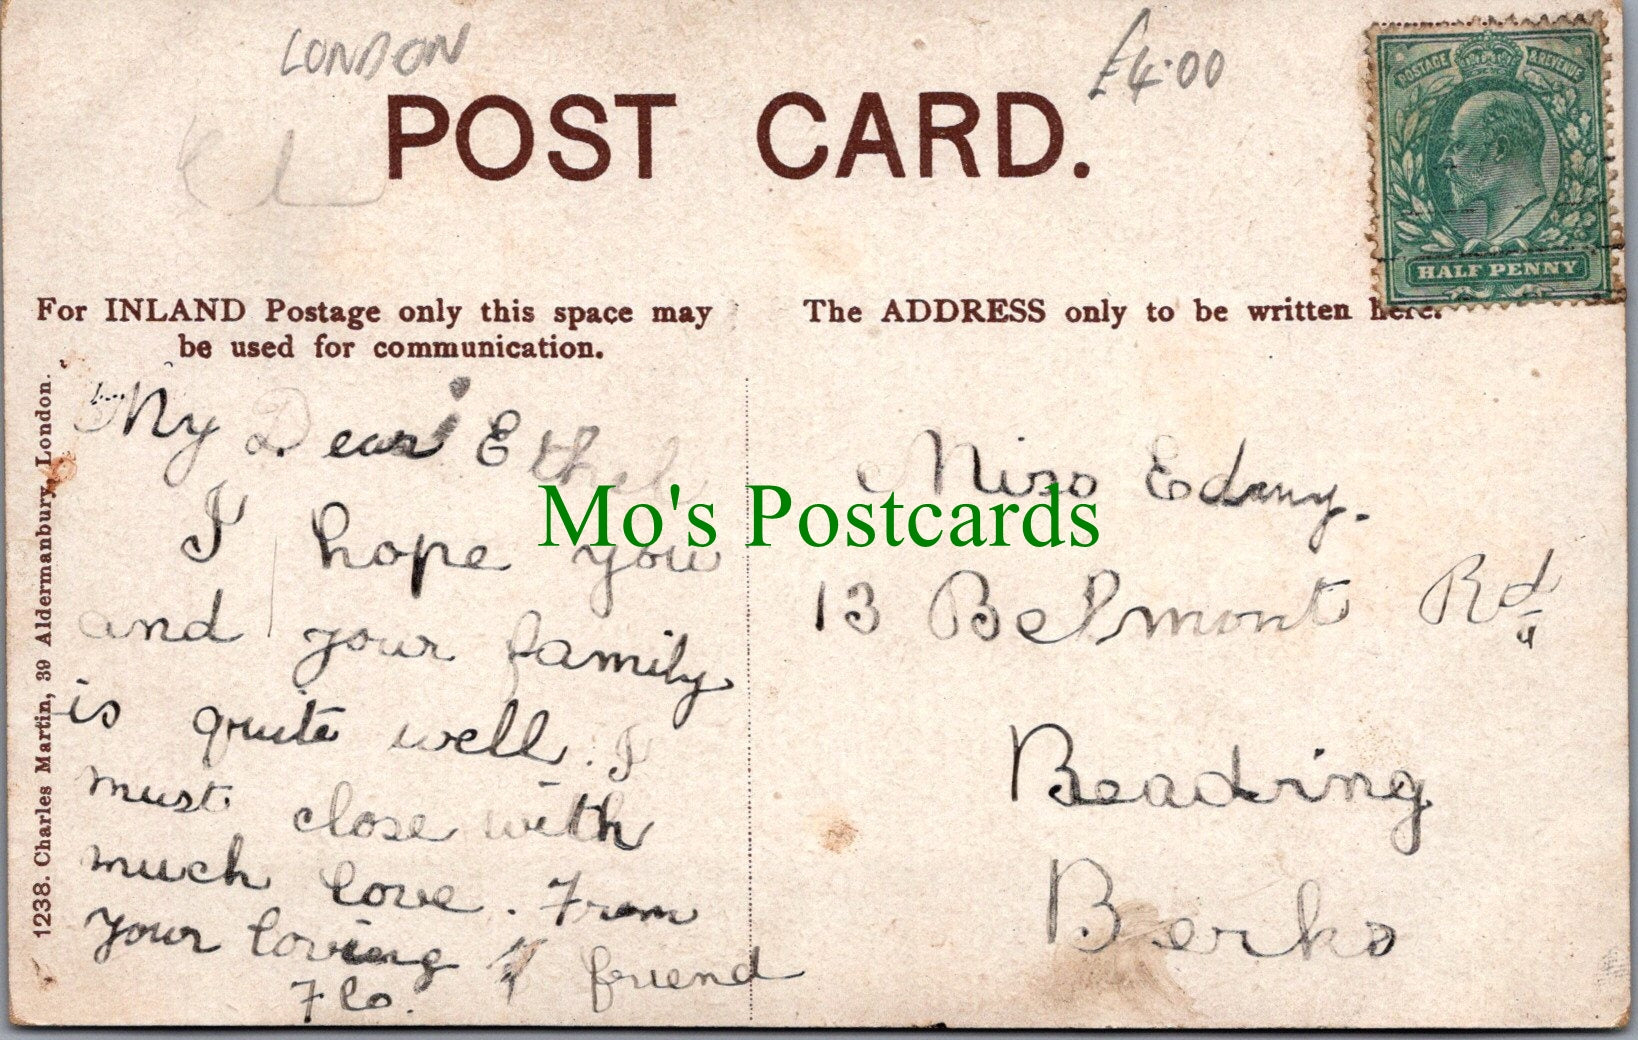 LONDON
£4.00
POST CARD.
POSTAGE & REVENUE
HALF PENNY
For INLAND Postage only this space may
be used for communication.
The ADDRESS only to be written here.
1238. Charles Martin, 39 Aldermanbury, London.
My Dear Ethel
I hope you
and your family
is quite well. I
must close with
much love. From
your loving friend
Flo.
Miss
13 Belmont Rd
Reading
Berks
Mo's Postcards